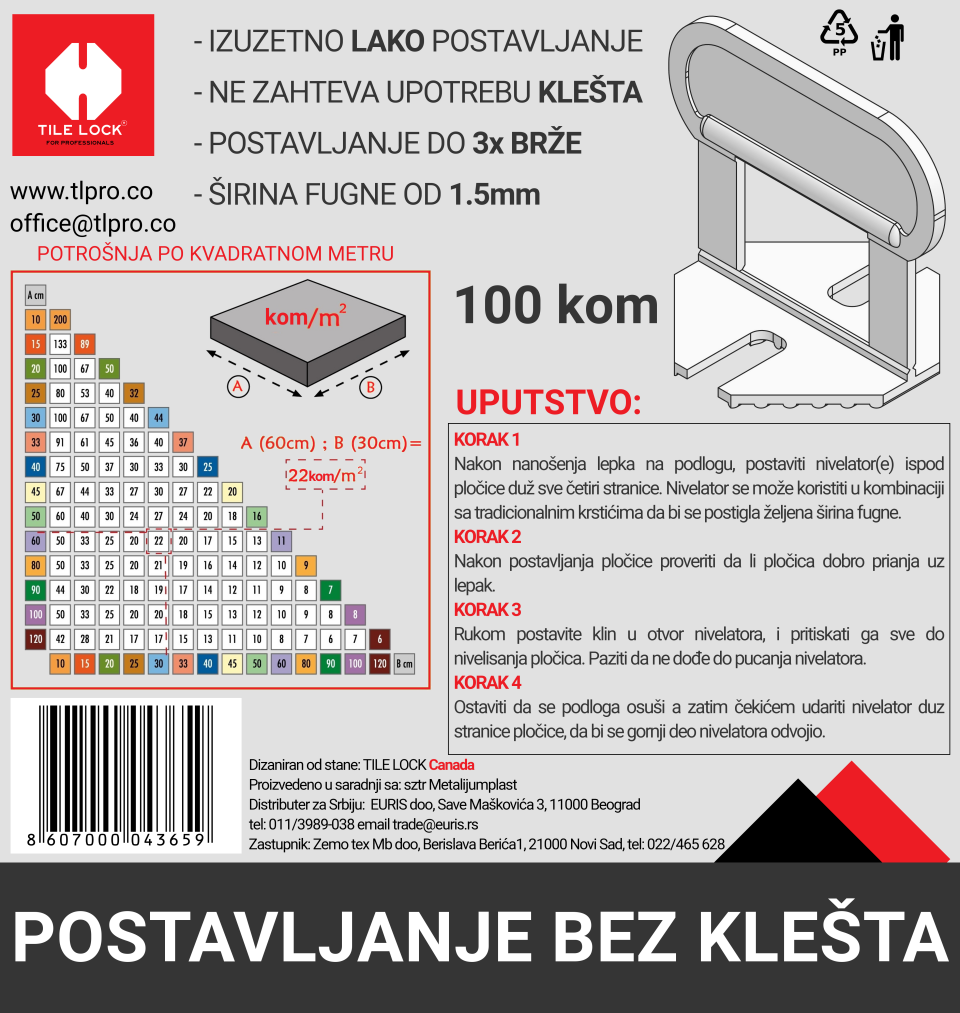 TILE LOCK®
FOR PROFESSIONALS
- IZUZETNO LAKO POSTAVLJANJE
- NE ZAHTEVA UPOTREBU KLEŠTA
- POSTAVLJANJE DO 3x BRŽE
- ŠIRINA FUGNE OD 1.5mm
5
PP
www.tlpro.co
office@tlpro.co
POTROŠNJA PO KVADRATNOM METRU
A cm
10 200
15 133 89
20 100 67 50
25 80 53 40 32
30 100 67 50 40 44
33 91 61 45 36 40 37
40 75 50 37 30 33 30 25
45 67 44 33 27 30 27 22 20
50 60 40 30 24 27 24 20 18 16
60 50 33 25 20 22 20 17 15 13 11
80 50 33 25 20 21 19 16 14 12 10 9
90 44 30 22 18 19 17 14 12 11 9 8 7
100 50 33 25 20 20 18 15 13 12 10 9 8 8
120 42 28 21 17 17 15 13 11 10 8 7 6 7 6
10 15 20 25 30 33 40 45 50 60 80 90 100 120 B cm
kom/m²
A B
A (60cm) ; B (30cm)=
22kom/m²
100 kom
UPUTSTVO:
KORAK 1
Nakon nanošenja lepka na podlogu, postaviti nivelator(e) ispod
pločice duž sve četiri stranice. Nivelator se može koristiti u kombinaciji
sa tradicionalnim krstićima da bi se postigla željena širina fugne.
KORAK 2
Nakon postavljanja pločice proveriti da li pločica dobro prianja uz
lepak.
KORAK 3
Rukom postavite klin u otvor nivelatora, i pritiskati ga sve do
nivelisanja pločica. Paziti da ne dođe do pucanja nivelatora.
KORAK 4
Ostaviti da se podloga osuši a zatim čekićem udariti nivelator duz
stranice pločice, da bi se gornji deo nivelatora odvojio.
8 607000 043659
Dizaniran od stane: TILE LOCK Canada
Proizvedeno u saradnji sa: sztr Metalijumplast
Distributer za Srbiju: EURIS doo, Save Maškovića 3, 11000 Beograd
tel: 011/3989-038 email trade@euris.rs
Zastupnik: Zemo tex Mb doo, Berislava Berića1, 21000 Novi Sad, tel: 022/465 628
POSTAVLJANJE BEZ KLEŠTA